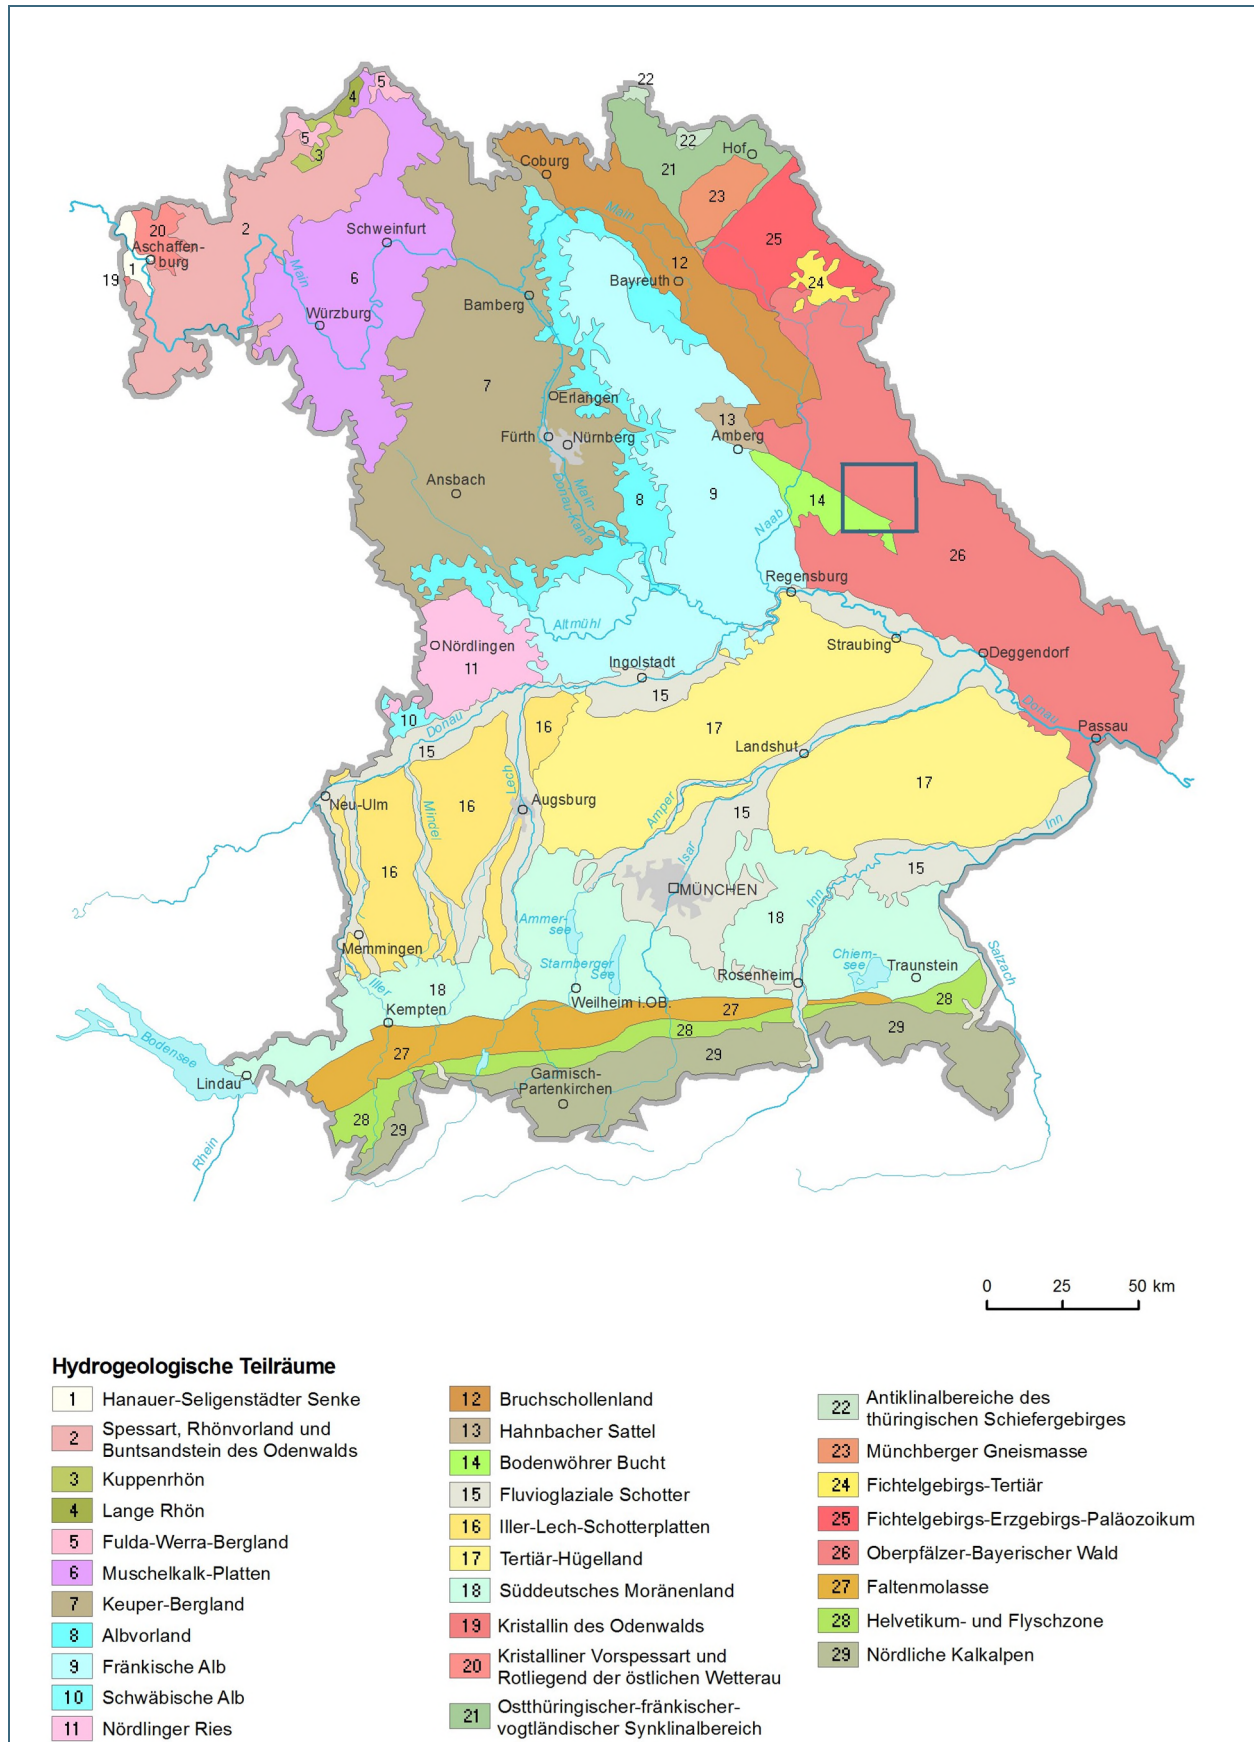 22
5
4
22
5
Hof
3
Coburg
21
23
20
2
Main
Schweinfurt
25
Aschaffen-
burg
1
19
Main
6
12
Bayreuth
24
Bamberg
Würzburg
7
Erlangen
13
Fürth
Nürnberg
Amberg
Ansbach
Main-
Donau-Kanal
8
9
14
Naab
26
Regensburg
Altmühl
Straubing
Nördlingen
Deggendorf
11
Ingolstadt
15
Donau
10
Donau
16
17
Passau
15
Landshut
17
Lech
Neu-Ulm
Mindel
16
Augsburg
Amper
15
Inn
Isar
16
15
MÜNCHEN
Inn
Ammer-
see
18
Memmingen
Starnberger
See
Chiem-
see
Salzach
Iller
18
Rosenheim
Traunstein
Kempten
Weilheim i.OB.
27
28
28
29
Bodensee
27
29
Lindau
Garmisch-
Partenkirchen
28
29
Rhein
0 25 50 km
Hydrogeologische Teilräume
1 Hanauer-Seligenstädter Senke
2 Spessart, Rhönvorland und
Buntsandstein des Odenwalds
3 Kuppenrhön
4 Lange Rhön
5 Fulda-Werra-Bergland
6 Muschelkalk-Platten
7 Keuper-Bergland
8 Albvorland
9 Fränkische Alb
10 Schwäbische Alb
11 Nördlinger Ries
12 Bruchschollenland
13 Hahnbacher Sattel
14 Bodenwöhrer Bucht
15 Fluvioglaziale Schotter
16 Iller-Lech-Schotterplatten
17 Tertiär-Hügelland
18 Süddeutsches Moränenland
19 Kristallin des Odenwalds
20 Kristalliner Vorspessart und
Rotliegend der östlichen Wetterau
21 Ostthüringischer-fränkischer-
vogtländischer Synklinalbereich
22 Antiklinalbereiche des
thüringischen Schiefergebirges
23 Münchberger Gneismasse
24 Fichtelgebirgs-Tertiär
25 Fichtelgebirgs-Erzgebirgs-Paläozoikum
26 Oberpfälzer-Bayerischer Wald
27 Faltenmolasse
28 Helvetikum- und Flyschzone
29 Nördliche Kalkalpen